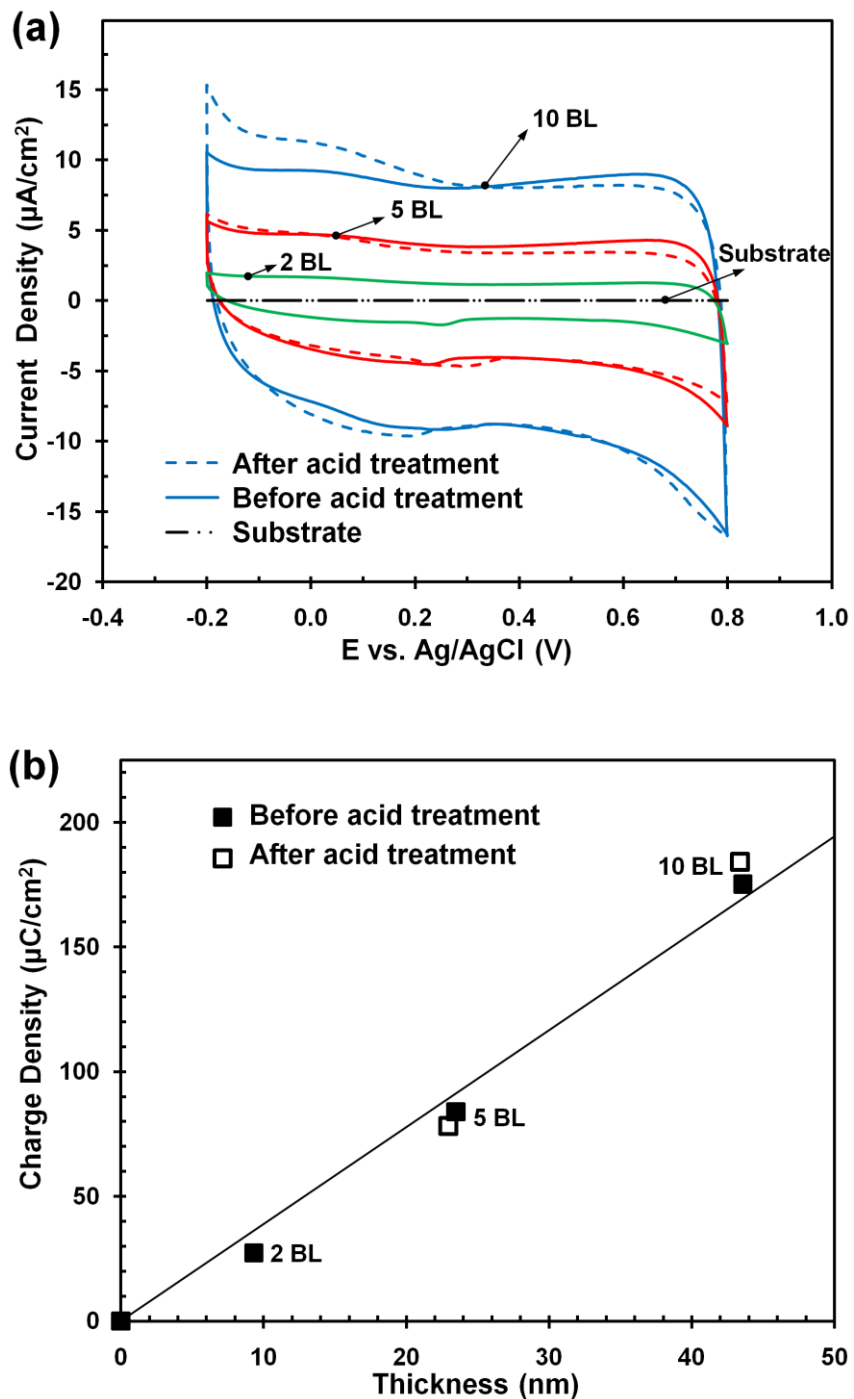 (a)
15
10
5
0
-5
-10
-15
-20
Current Density (µA/cm²)
10 BL
5 BL
2 BL
Substrate
After acid treatment
Before acid treatment
Substrate
-0.4 -0.2 0.0 0.2 0.4 0.6 0.8 1.0
E vs. Ag/AgCl (V)
(b)
200
150
100
50
0
Charge Density (µC/cm²)
Before acid treatment
After acid treatment
10 BL
5 BL
2 BL
0 10 20 30 40 50
Thickness (nm)